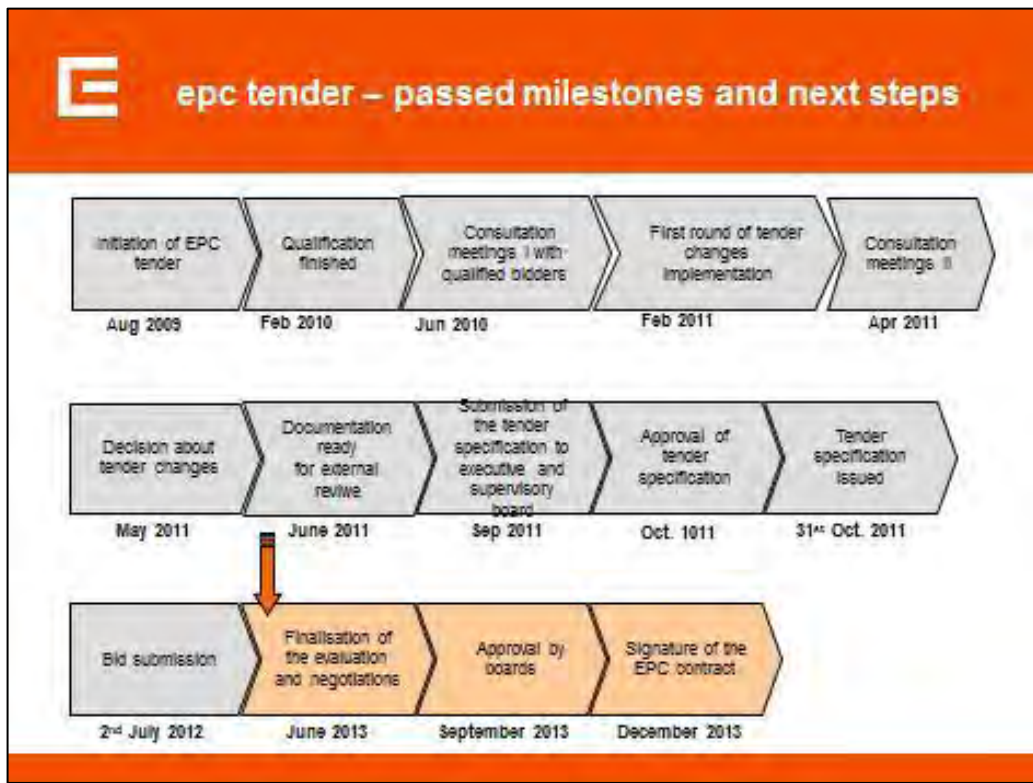 epc tender – passed milestones and next steps
Initiation of EPC
tender
Qualification
finished
Consultation
meetings I with
qualified bidders
First round of tender
changes
implementation
Consultation
meetings II
Aug 2009
Feb 2010
Jun 2010
Feb 2011
Apr 2011
Decision about
tender changes
Documentation
ready
for external
reviwe
Submission of
the tender
specification to
executive and
supervisory
board
Approval of
tender
specification
Tender
specification
issued
May 2011
June 2011
Sep 2011
Oct. 1011
31st Oct. 2011
Bid submission
Finalisation of
the evaluation
and negotiations
Approval by
boards
Signature of the
EPC contract
2nd July 2012
June 2013
September 2013
December 2013